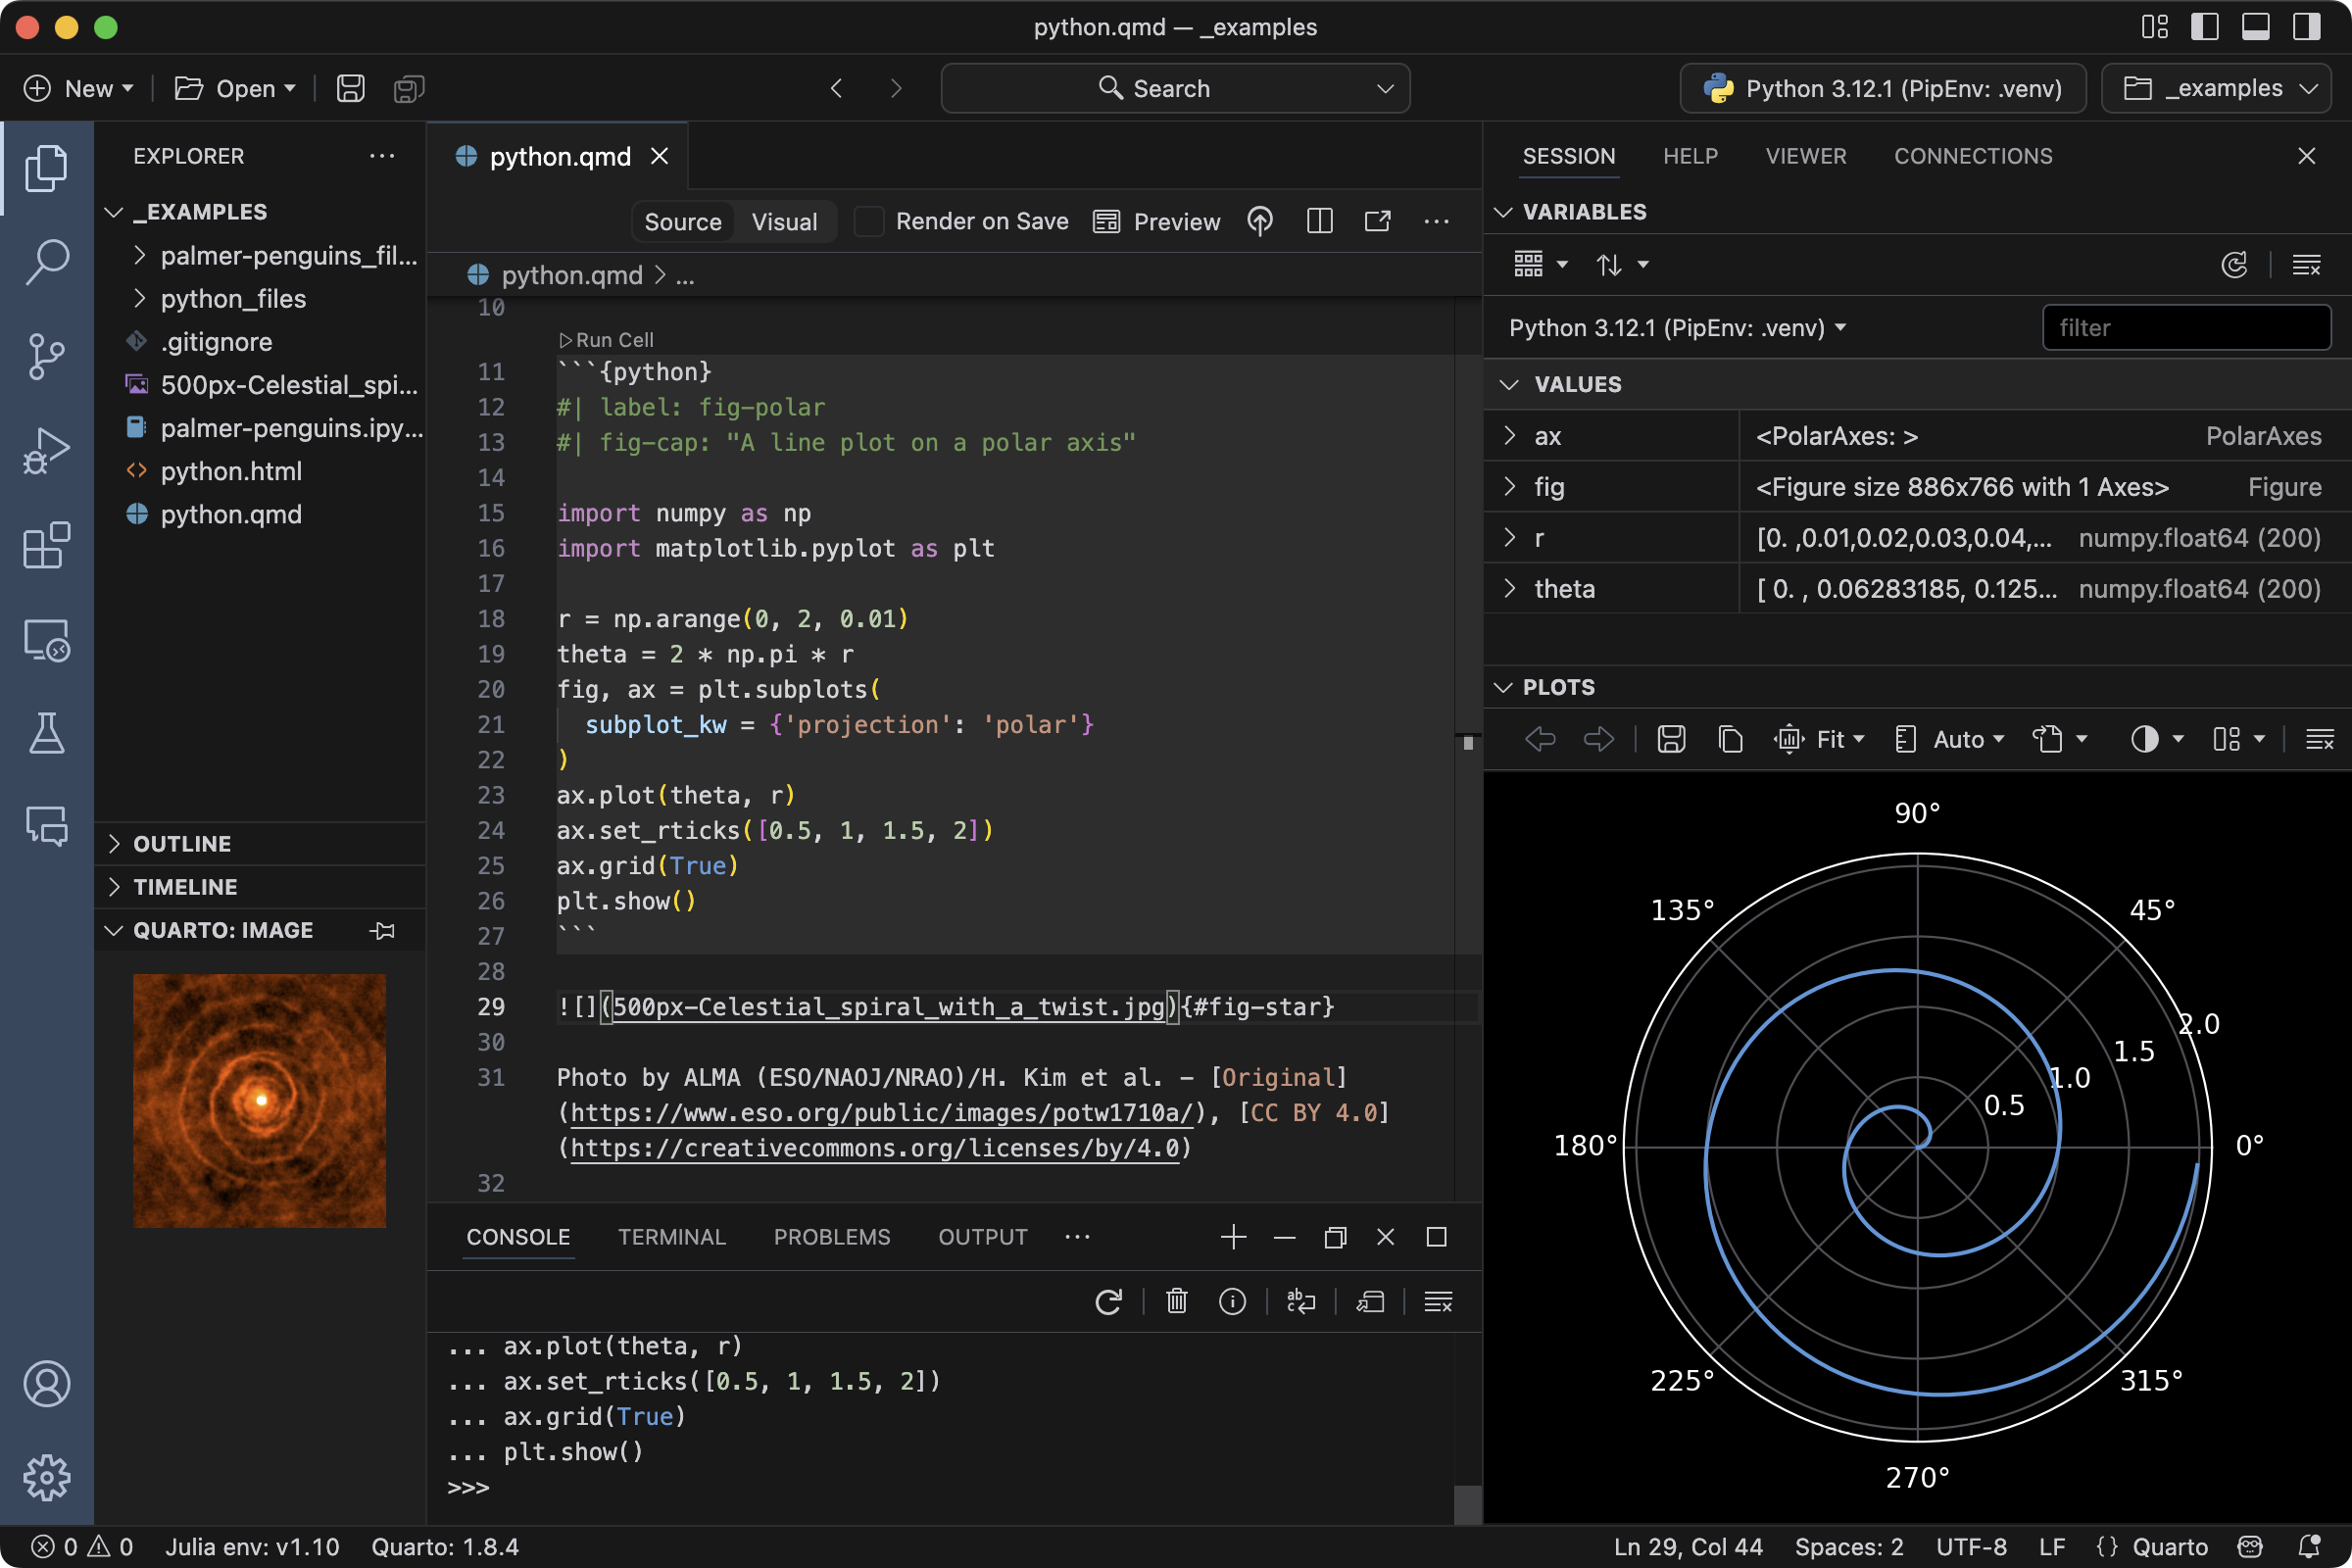 python.qmd — _examples
New
Open
Search
Python 3.12.1 (PipEnv: .venv)
_examples
EXPLORER
_EXAMPLES
palmer-penguins_fil...
python_files
.gitignore
500px-Celestial_spi...
palmer-penguins.ipy...
python.html
python.qmd
OUTLINE
TIMELINE
QUARTO: IMAGE
python.qmd
Source Visual Render on Save Preview
python.qmd > ...
10
Run Cell
11 ```{python}
12 #| label: fig-polar
13 #| fig-cap: "A line plot on a polar axis"
14
15 import numpy as np
16 import matplotlib.pyplot as plt
17
18 r = np.arange(0, 2, 0.01)
19 theta = 2 * np.pi * r
20 fig, ax = plt.subplots(
21 subplot_kw = {'projection': 'polar'}
22 )
23 ax.plot(theta, r)
24 ax.set_rticks([0.5, 1, 1.5, 2])
25 ax.grid(True)
26 plt.show()
27 ```
28
29 ![](500px-Celestial_spiral_with_a_twist.jpg){#fig-star}
30
31 Photo by ALMA (ESO/NAOJ/NRAO)/H. Kim et al. – [Original]
(https://www.eso.org/public/images/potw1710a/), [CC BY 4.0]
(https://creativecommons.org/licenses/by/4.0)
32
CONSOLE TERMINAL PROBLEMS OUTPUT
... ax.plot(theta, r)
... ax.set_rticks([0.5, 1, 1.5, 2])
... ax.grid(True)
... plt.show()
>>>
SESSION HELP VIEWER CONNECTIONS
VARIABLES
Python 3.12.1 (PipEnv: .venv)
filter
VALUES
ax <PolarAxes: > PolarAxes
fig <Figure size 886x766 with 1 Axes> Figure
r [0. ,0.01,0.02,0.03,0.04,... numpy.float64 (200)
theta [ 0. , 0.06283185, 0.125... numpy.float64 (200)
PLOTS
Fit Auto
90°
135° 45°
2.0
1.5
1.0
0.5
180° 0°
225° 315°
270°
0 0 Julia env: v1.10 Quarto: 1.8.4
Ln 29, Col 44 Spaces: 2 UTF-8 LF {} Quarto